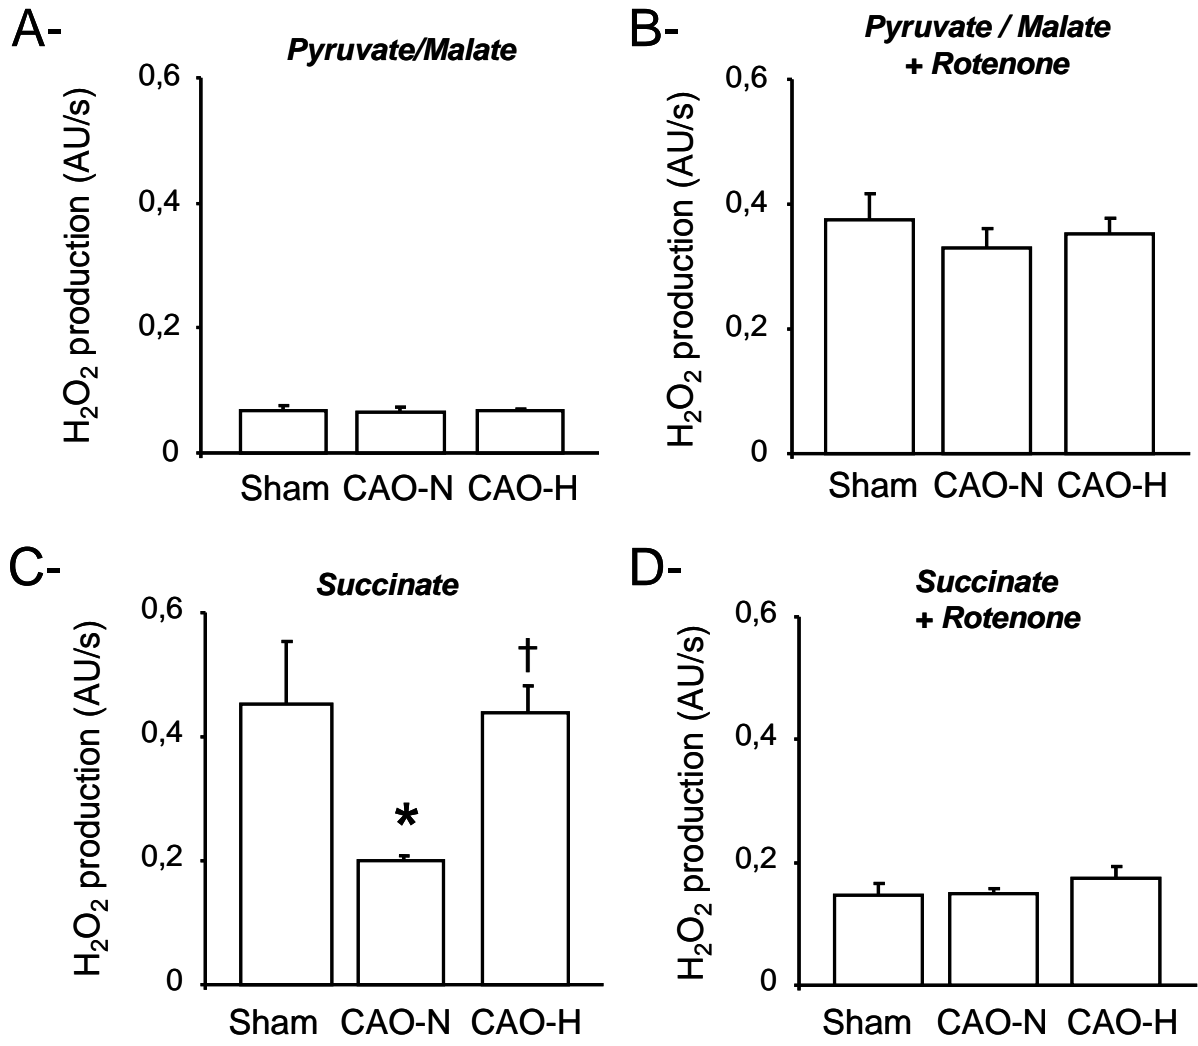 A-
Pyruvate/Malate
H₂O₂ production (AU/s)
0,6
0,4
0,2
0
Sham CAO-N CAO-H
B-
Pyruvate / Malate
+ Rotenone
H₂O₂ production (AU/s)
0,6
0,4
0,2
0
Sham CAO-N CAO-H
C-
Succinate
H₂O₂ production (AU/s)
0,6
0,4
0,2
0
*
†
Sham CAO-N CAO-H
D-
Succinate
+ Rotenone
H₂O₂ production (AU/s)
0,6
0,4
0,2
0
Sham CAO-N CAO-H